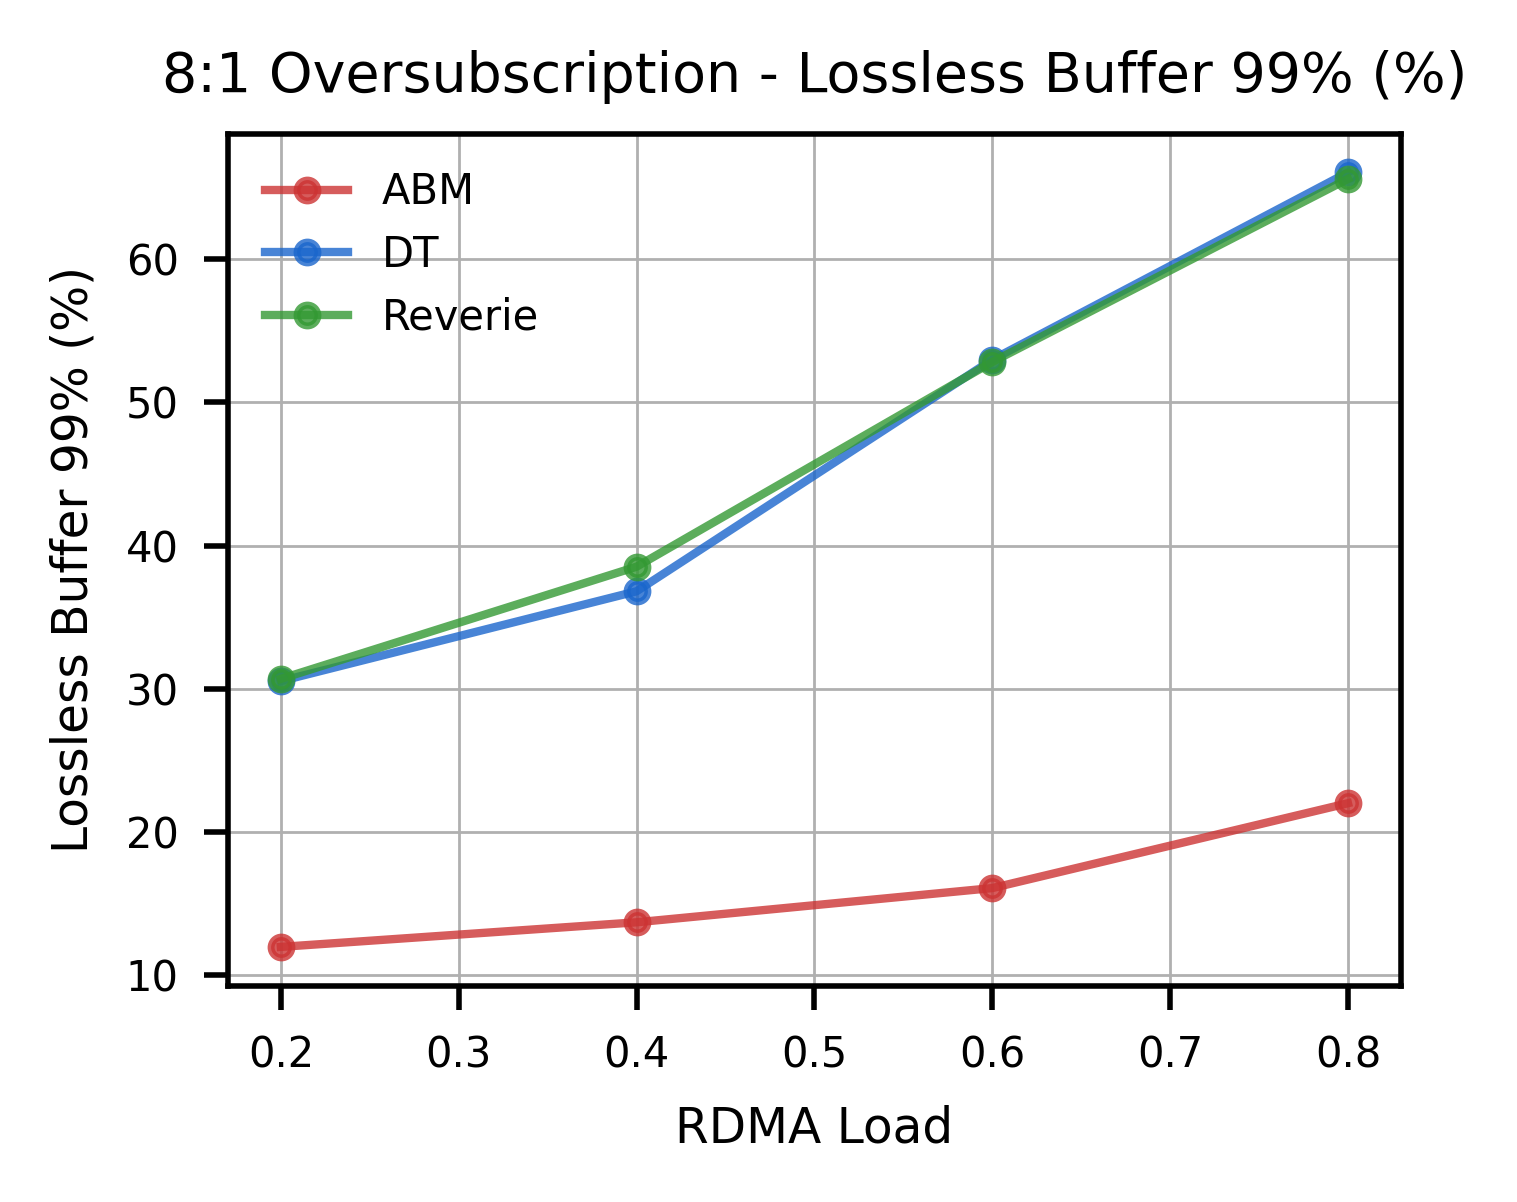 8:1 Oversubscription - Lossless Buffer 99% (%)
ABM
DT
Reverie
Lossless Buffer 99% (%)
60
50
40
30
20
10
0.2 0.3 0.4 0.5 0.6 0.7 0.8
RDMA Load